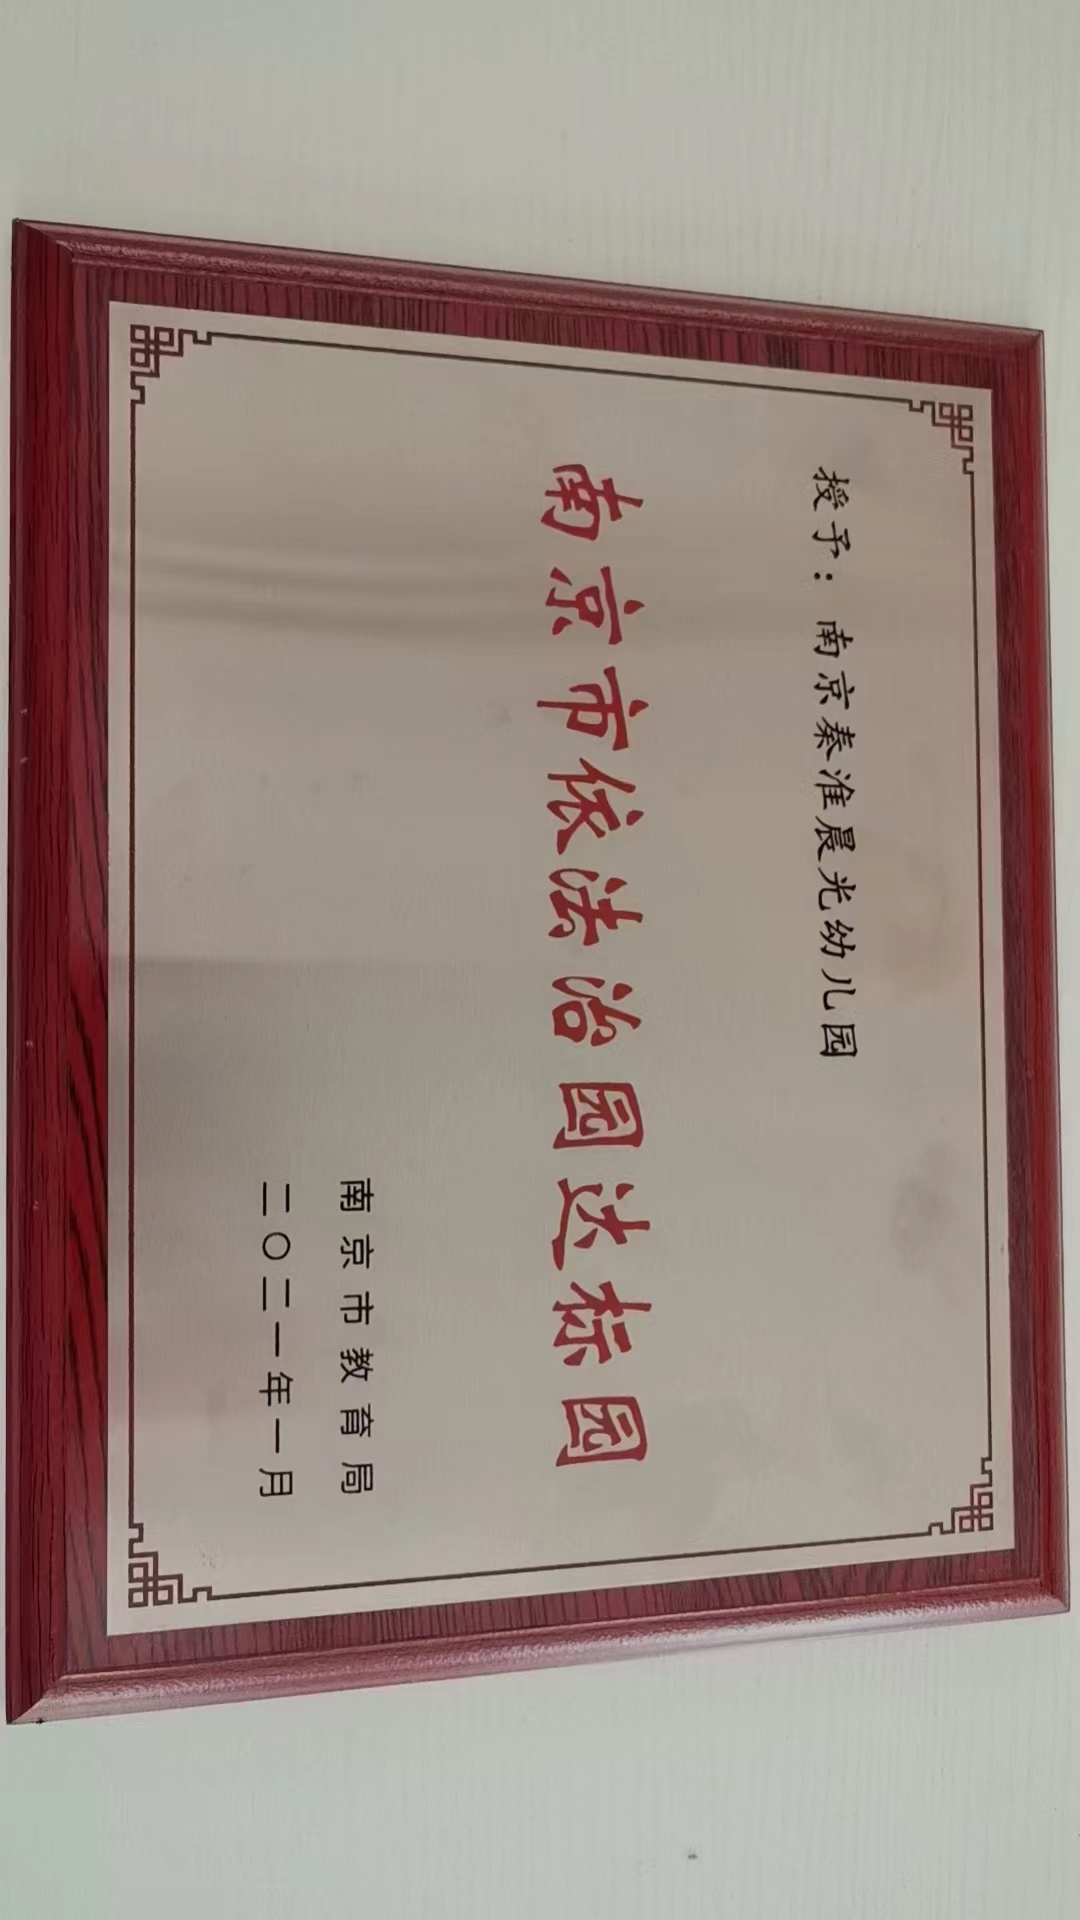 授予：南京秦淮晨光幼儿园
南京市依法治园达标园
南京市教育局
二〇二一年一月